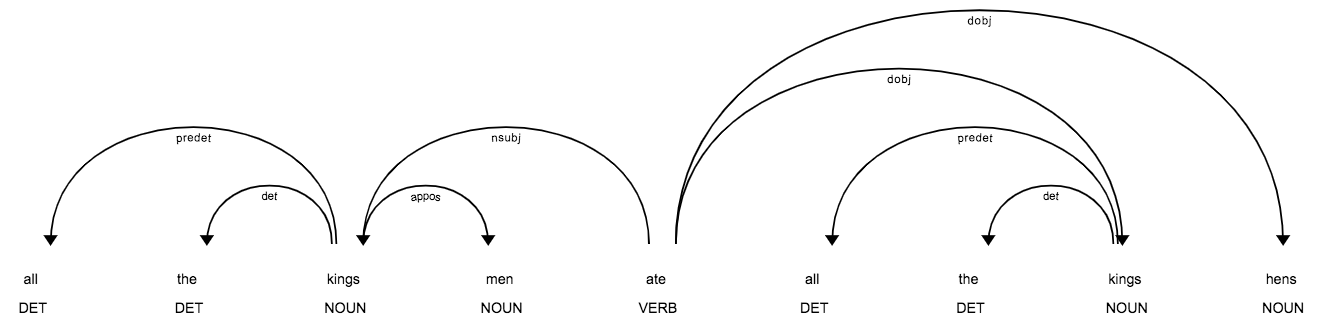 dobj
dobj
predet nsubj predet
det appos det
all the kings men ate all the kings hens
DET DET NOUN NOUN VERB DET DET NOUN NOUN